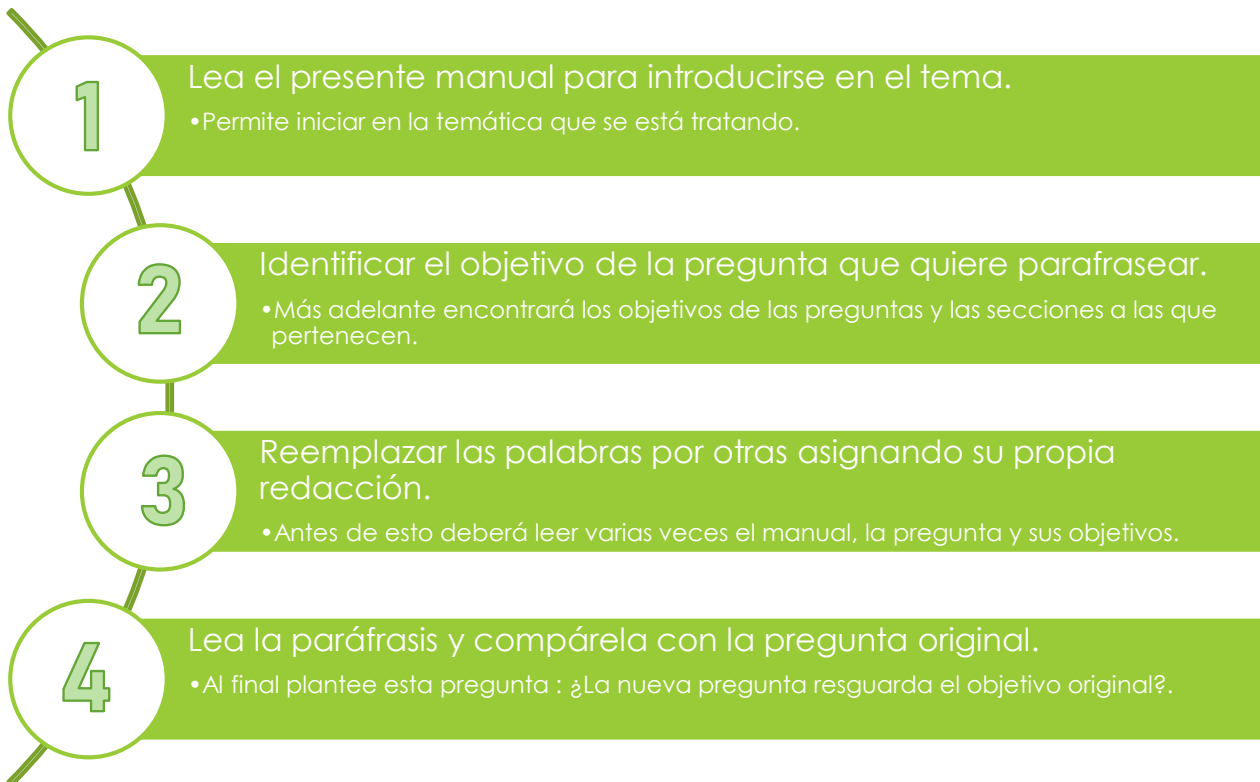 1
Lea el presente manual para introducirse en el tema.
•Permite iniciar en la temática que se está tratando.
2
Identificar el objetivo de la pregunta que quiere parafrasear.
•Más adelante encontrará los objetivos de las preguntas y las secciones a las que
pertenecen.
3
Reemplazar las palabras por otras asignando su propia
redacción.
•Antes de esto deberá leer varias veces el manual, la pregunta y sus objetivos.
4
Lea la paráfrasis y compárela con la pregunta original.
•Al final plantee esta pregunta : ¿La nueva pregunta resguarda el objetivo original?.